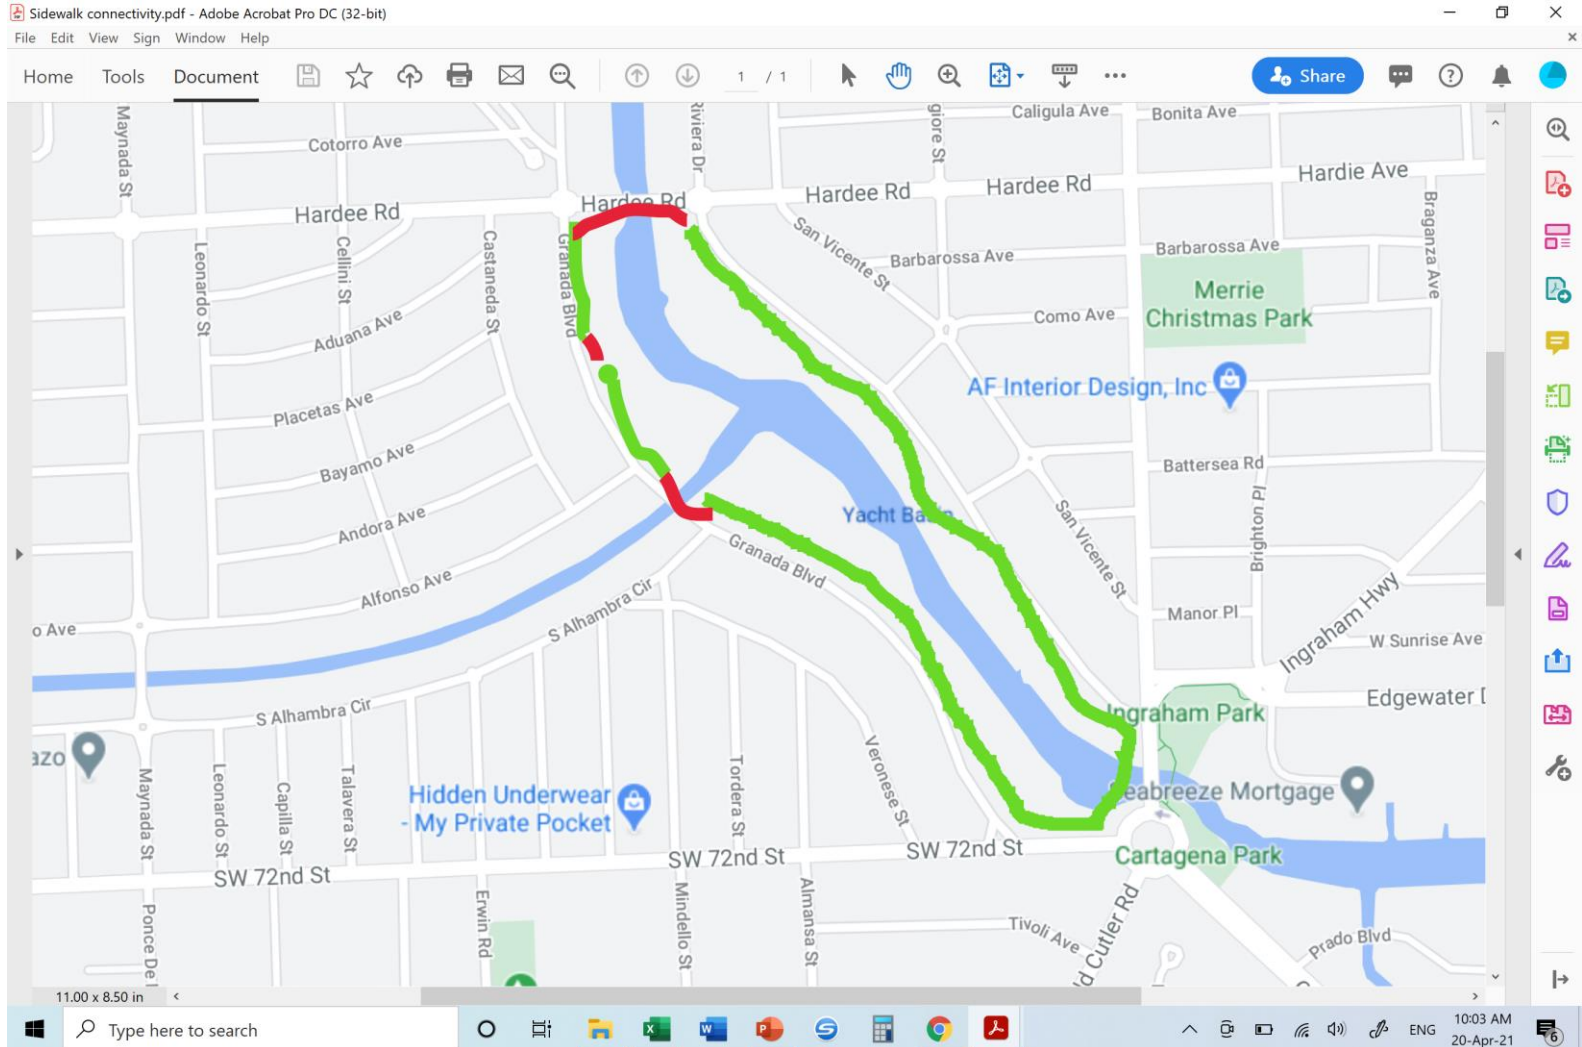 Sidewalk connectivity.pdf - Adobe Acrobat Pro DC (32-bit)
File Edit View Sign Window Help
Home Tools Document 1 / 1 Share
Maynada St
Cotorro Ave
Riviera Dr
giore St
Caligula Ave
Bonita Ave
Hardee Rd
Hardee Rd
Hardee Rd
Hardee Rd
Hardie Ave
Leonardo St
Cellini St
Castaneda St
Granada Blvd
San Vicente St
Barbarossa Ave
Barbarossa Ave
Braganza Ave
Merrie
Christmas Park
Aduana Ave
Como Ave
AF Interior Design, Inc
Placetas Ave
Bayamo Ave
Battersea Rd
Andora Ave
Yacht Basin
San Vicente St
Brighton Pl
Granada Blvd
Alfonso Ave
S Alhambra Cir
Manor Pl
Ingraham Hwy
o Ave
W Sunrise Ave
S Alhambra Cir
Ingraham Park
Edgewater D
azo
Maynada St
Leonardo St
Capilla St
Talavera St
Hidden Underwear
- My Private Pocket
Tordera St
Veronese St
Seabreeze Mortgage
SW 72nd St
SW 72nd St
SW 72nd St
Cartagena Park
Ponce De l
Erwin Rd
Mindello St
Almansa St
Tivoli Ave
ld Cutler Rd
Prado Blvd
11.00 x 8.50 in
Type here to search
ENG
10:03 AM
20-Apr-21
6